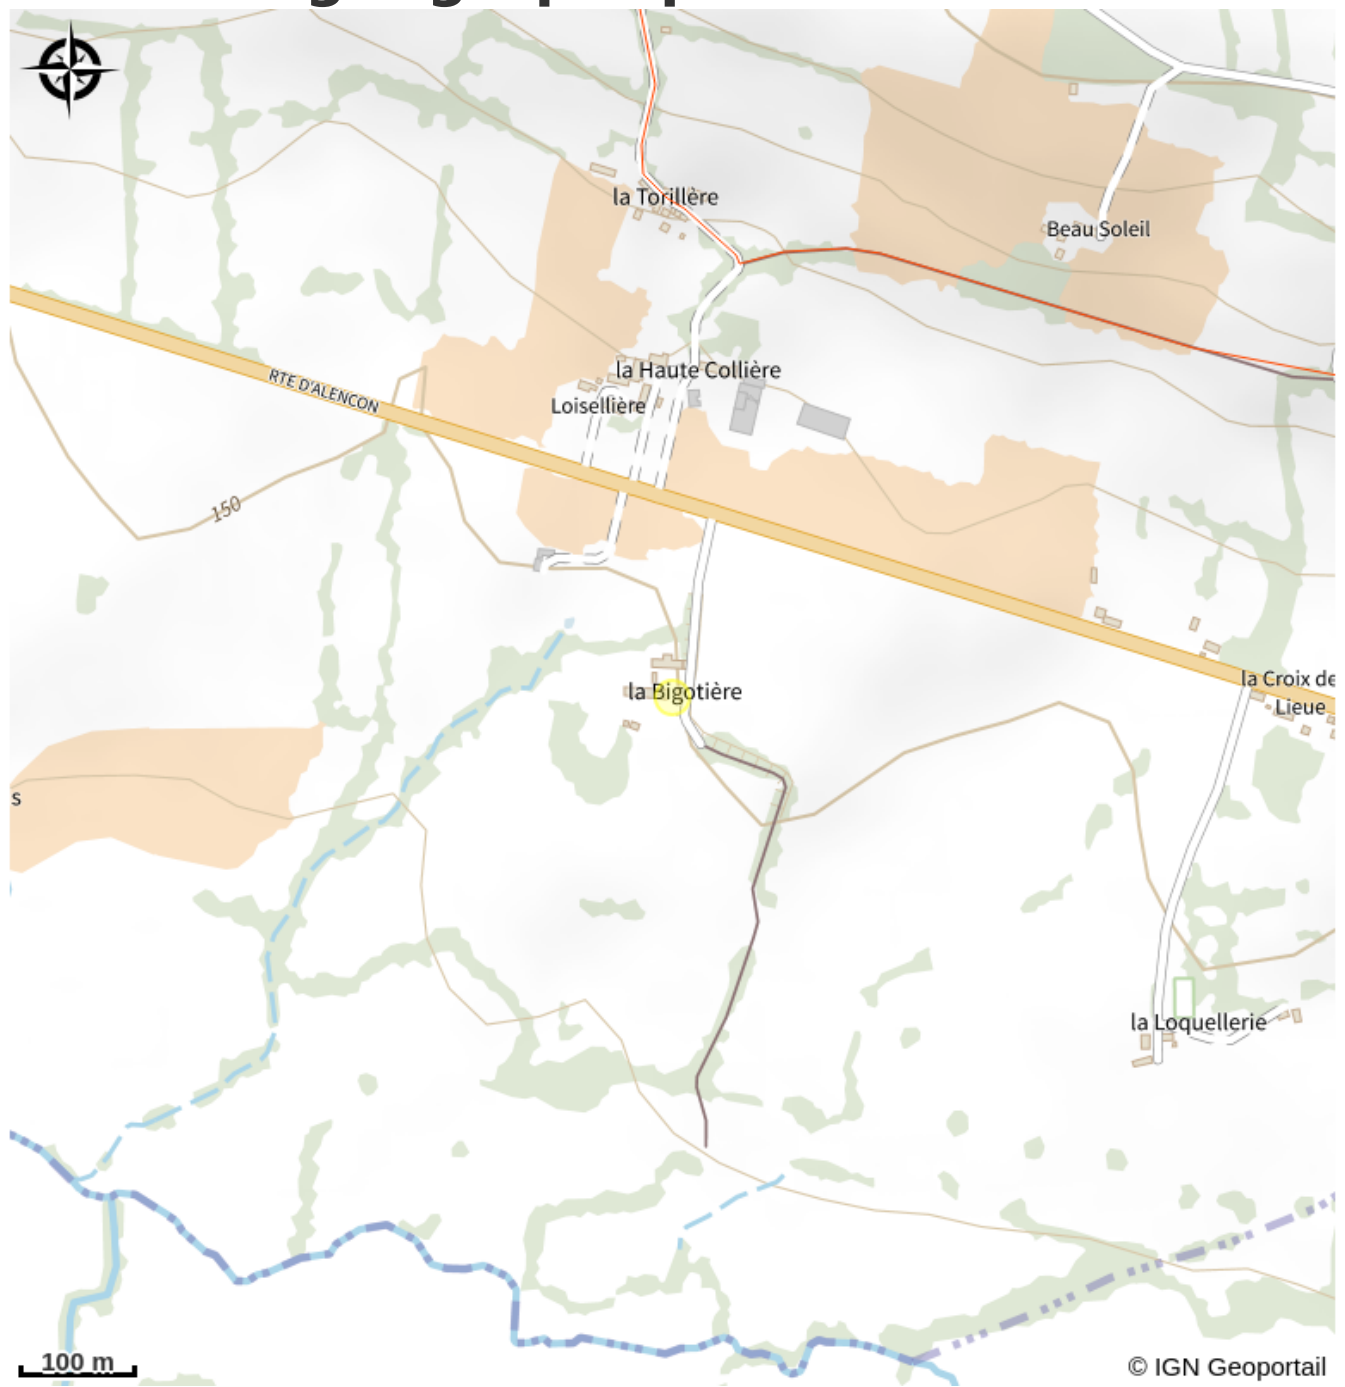 la Torillère
Beau Soleil
la Haute Collière
RTE D'ALENCON
Loisellière
150
la Croix de
Lieue
la Bigotière
s
la Loquellerie
100 m
© IGN Geoportail